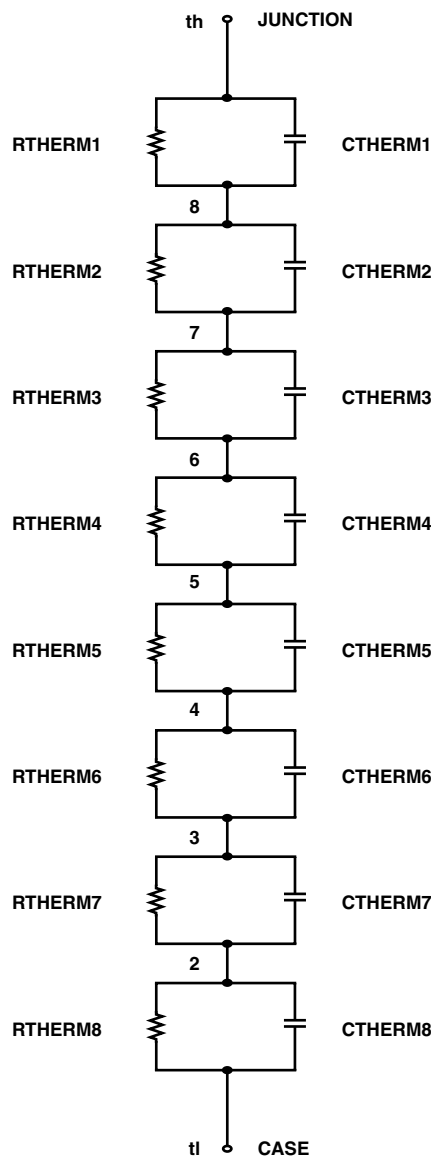 th JUNCTION
RTHERM1 CTHERM1
8
RTHERM2 CTHERM2
7
RTHERM3 CTHERM3
6
RTHERM4 CTHERM4
5
RTHERM5 CTHERM5
4
RTHERM6 CTHERM6
3
RTHERM7 CTHERM7
2
RTHERM8 CTHERM8
tl CASE